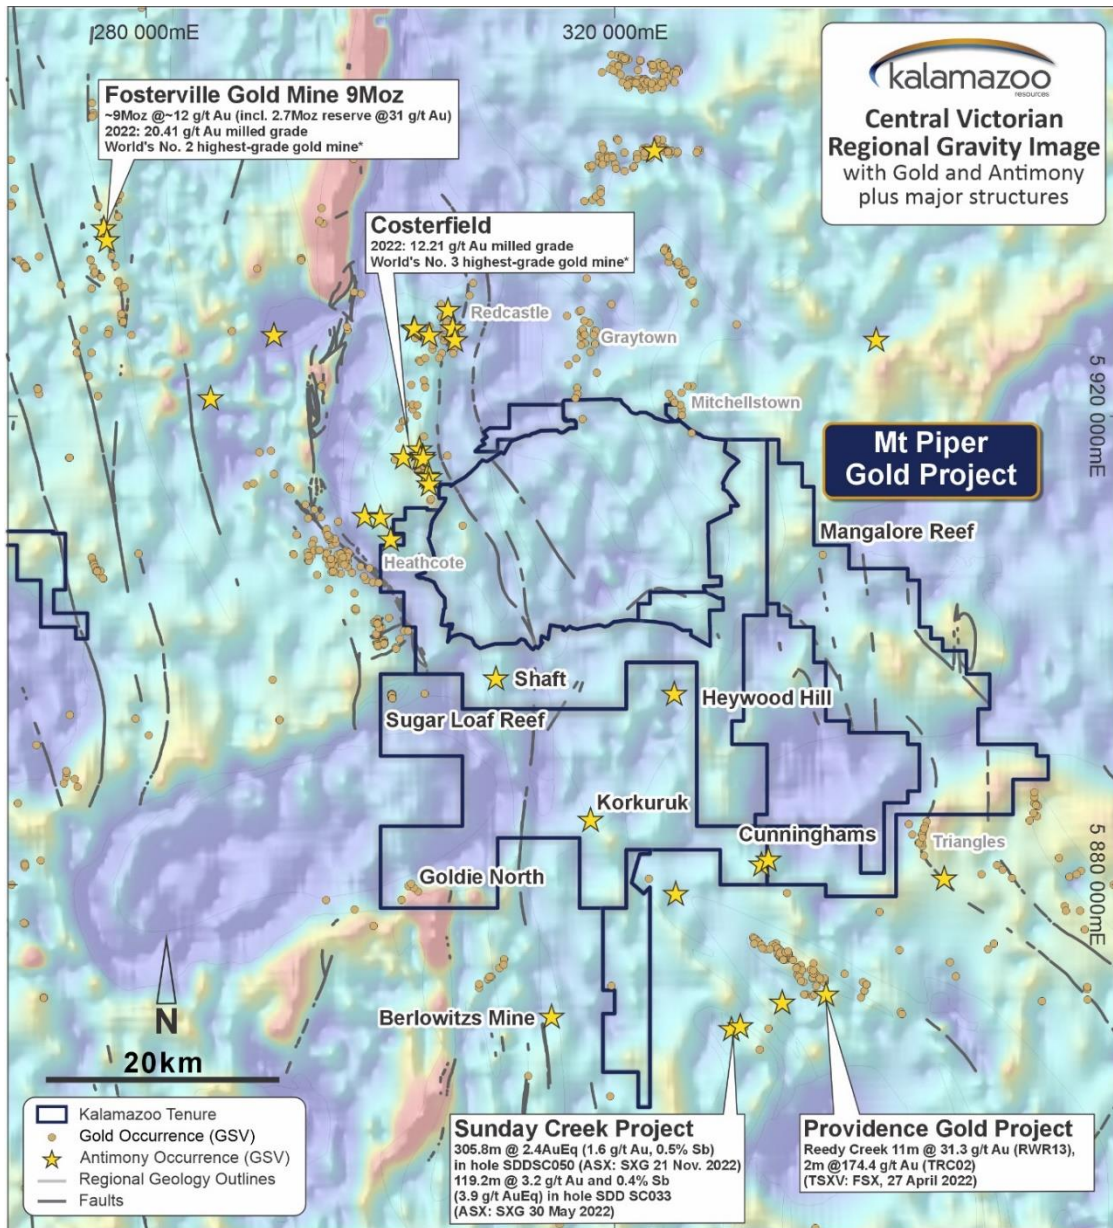 280 000mE
320 000mE
kalamazoo
resources
Central Victorian
Regional Gravity Image
with Gold and Antimony
plus major structures
Fosterville Gold Mine 9Moz
~9Moz @~12 g/t Au (incl. 2.7Moz reserve @31 g/t Au)
2022: 20.41 g/t Au milled grade
World's No. 2 highest-grade gold mine*
Costerfield
2022: 12.21 g/t Au milled grade
World's No. 3 highest-grade gold mine*
Redcastle
Graytown
Mitchellstown
5 920 000mE
Mt Piper
Gold Project
Mangalore Reef
Heathcote
Shaft
Sugar Loaf Reef
Heywood Hill
Korkuruk
Cunninghams
Triangles
5 880 000mE
Goldie North
Berlowitzs Mine
N
20km
Kalamazoo Tenure
Gold Occurrence (GSV)
Antimony Occurrence (GSV)
Regional Geology Outlines
Faults
Sunday Creek Project
305.8m @ 2.4AuEq (1.6 g/t Au, 0.5% Sb)
in hole SDDSC050 (ASX: SXG 21 Nov. 2022)
119.2m @ 3.2 g/t Au and 0.4% Sb
(3.9 g/t AuEq) in hole SDD SC033
(ASX: SXG 30 May 2022)
Providence Gold Project
Reedy Creek 11m @ 31.3 g/t Au (RWR13),
2m @174.4 g/t Au (TRC02)
(TSXV: FSX, 27 April 2022)